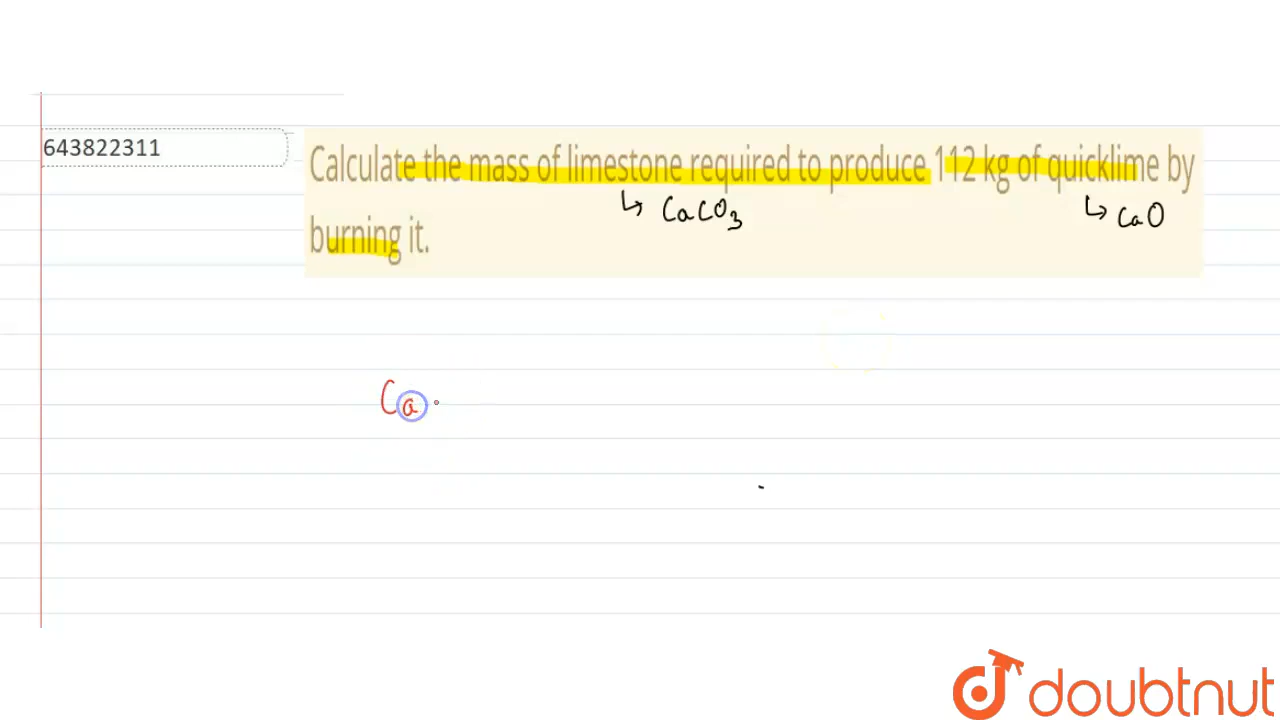 643822311
Calculate the mass of limestone required to produce 112 kg of quicklime by
↳ CaCO3
↳ CaO
burning it.
Ca
doubtnut